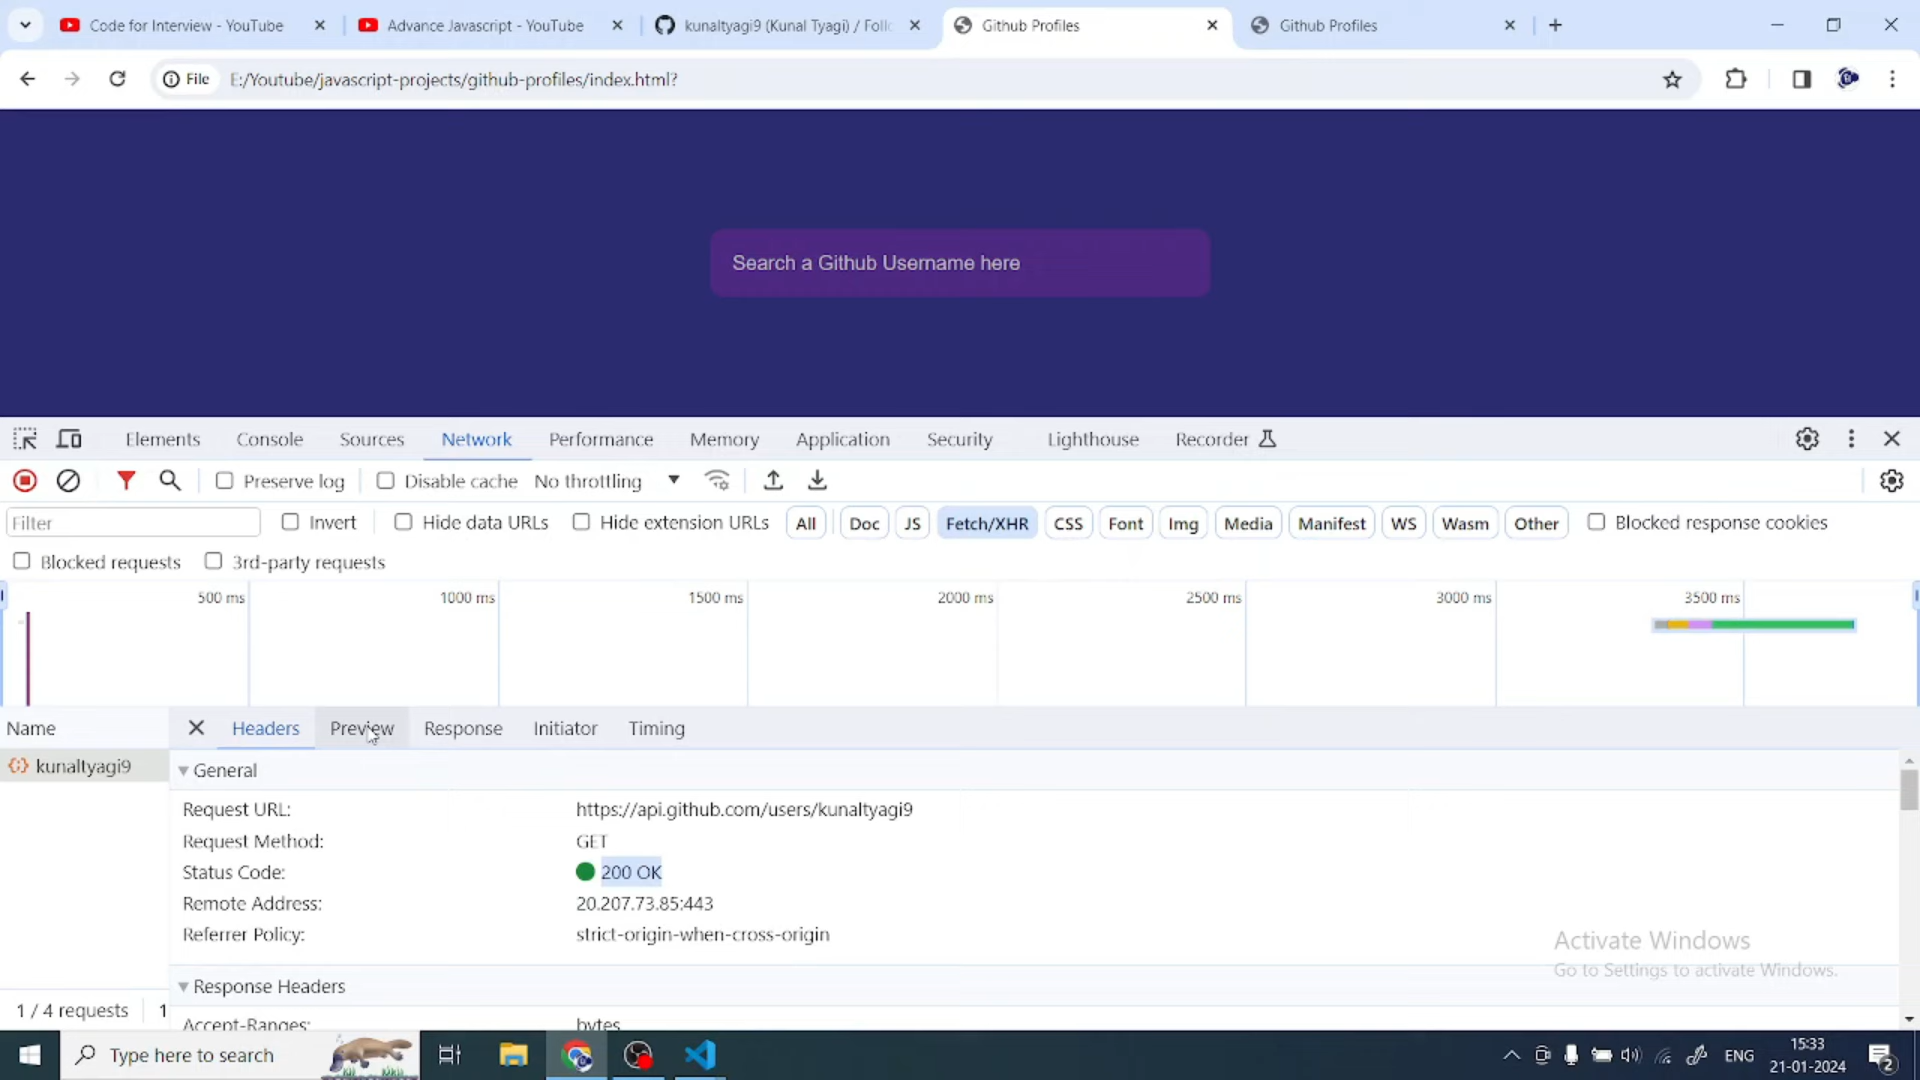 Code for Interview - YouTube
Advance Javascript - YouTube
kunaltyagi9 (Kunal Tyagi) / Follo
Github Profiles
Github Profiles
File E:/Youtube/javascript-projects/github-profiles/index.html?
Search a Github Username here
Elements Console Sources Network Performance Memory Application Security Lighthouse Recorder
Preserve log Disable cache No throttling
Filter Invert Hide data URLs Hide extension URLs All Doc JS Fetch/XHR CSS Font Img Media Manifest WS Wasm Other Blocked response cookies
Blocked requests 3rd-party requests
500 ms 1000 ms 1500 ms 2000 ms 2500 ms 3000 ms 3500 ms
Name Headers Preview Response Initiator Timing
kunaltyagi9
General
Request URL: https://api.github.com/users/kunaltyagi9
Request Method: GET
Status Code: 200 OK
Remote Address: 20.207.73.85:443
Referrer Policy: strict-origin-when-cross-origin
Activate Windows
Go to Settings to activate Windows.
Response Headers
1 / 4 requests 1
Accept-Ranges: bytes
Type here to search
ENG
15:33
21-01-2024
2